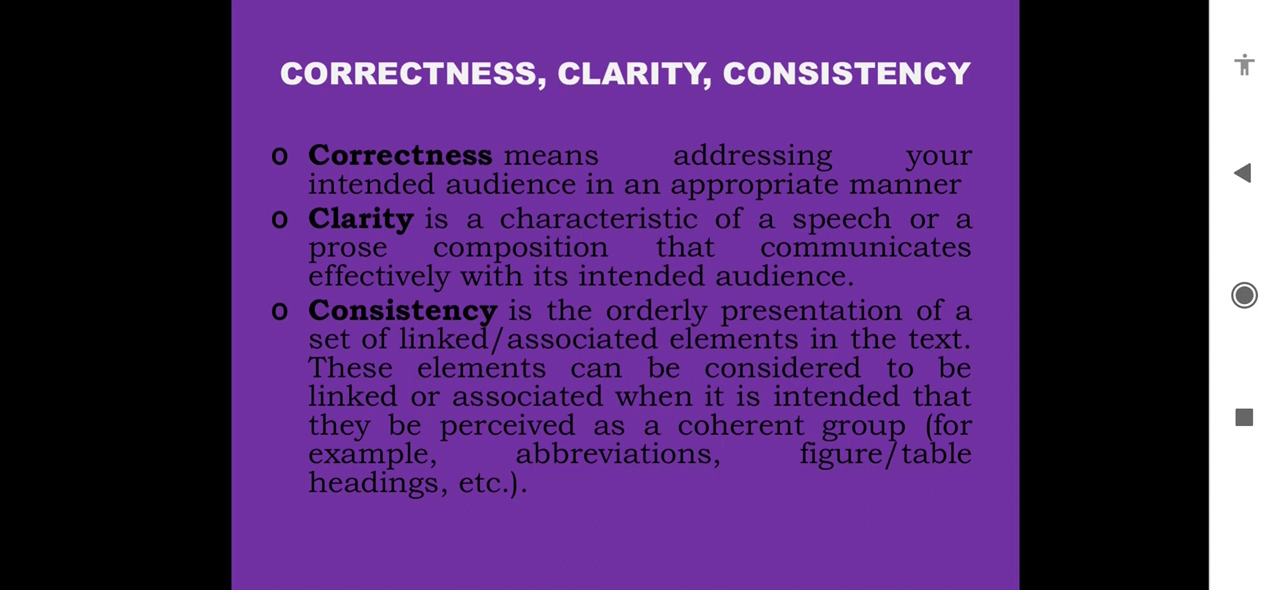 CORRECTNESS, CLARITY, CONSISTENCY
o Correctness means addressing your
intended audience in an appropriate manner
o Clarity is a characteristic of a speech or a
prose composition that communicates
effectively with its intended audience.
o Consistency is the orderly presentation of a
set of linked/associated elements in the text.
These elements can be considered to be
linked or associated when it is intended that
they be perceived as a coherent group (for
example, abbreviations, figure/table
headings, etc.).